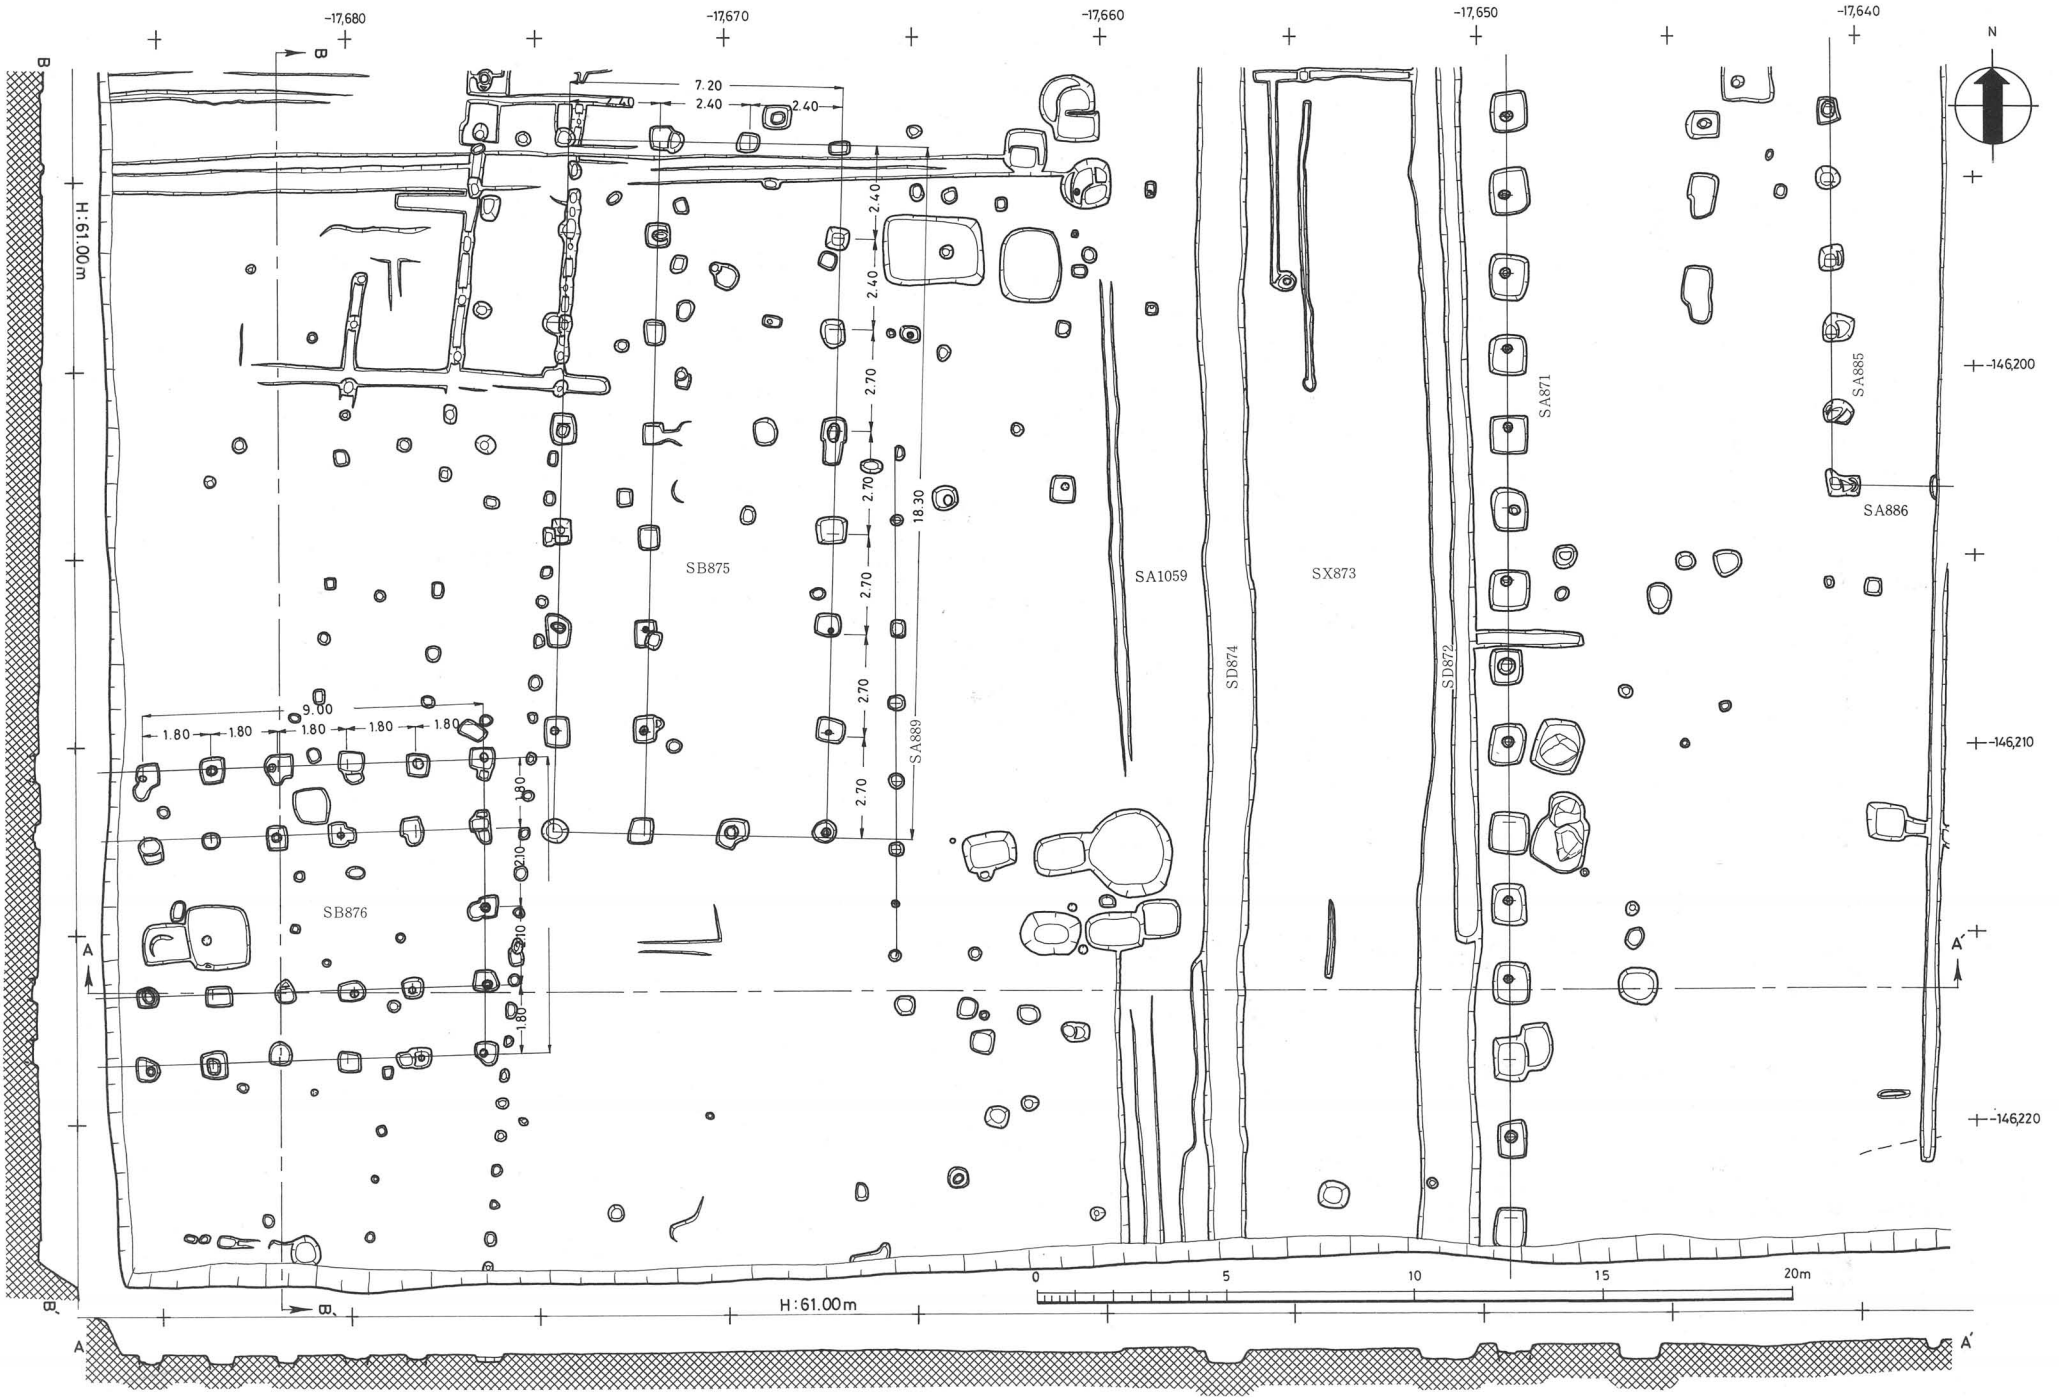 -17,680
-17,670
-17,660
-17,650
-17,640
N
B
B
7.20
2.40
2.40
2.40
H:61.00m
2.40
2.40
-146,200
SA871
SA885
2.70
2.70
18.30
SA886
SB875
SA1059
SX873
2.70
SD874
SD872
2.70
9.00
1.80
1.80
1.80
1.80
1.80
SA889
-146,210
2.70
1.80
2.10
SB876
2.10
A
A'
1.80
-146,220
0
5
10
15
20m
B'
B'
H:61.00m
A
A'